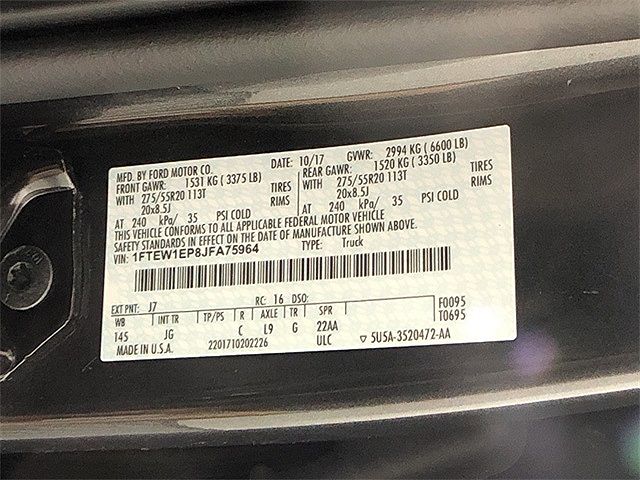 MFD. BY FORD MOTOR CO. DATE: 10/17 GVWR: 2994 KG ( 6600 LB)
FRONT GAWR: 1531 KG ( 3375 LB) REAR GAWR: 1520 KG ( 3350 LB)
WITH 275/55R20 113T TIRES WITH 275/55R20 113T TIRES
20x8.5J RIMS 20x8.5J RIMS
AT 240 kPa/ 35 PSI COLD AT 240 kPa/ 35 PSI COLD
THIS VEHICLE CONFORMS TO ALL APPLICABLE FEDERAL MOTOR VEHICLE
SAFETY STANDARDS IN EFFECT ON THE DATE OF MANUFACTURE SHOWN ABOVE
VIN: 1FTEW1EP8JFA75964 TYPE: Truck
EXT PNT: J7 RC: 16 DSO: F0095
WB INT TR TP/PS R AXLE TR SPR T0695
145 JG C L9 G 22AA
MADE IN U.S.A. 2201710202226 ULC ▽ 5U5A-3520472-AA